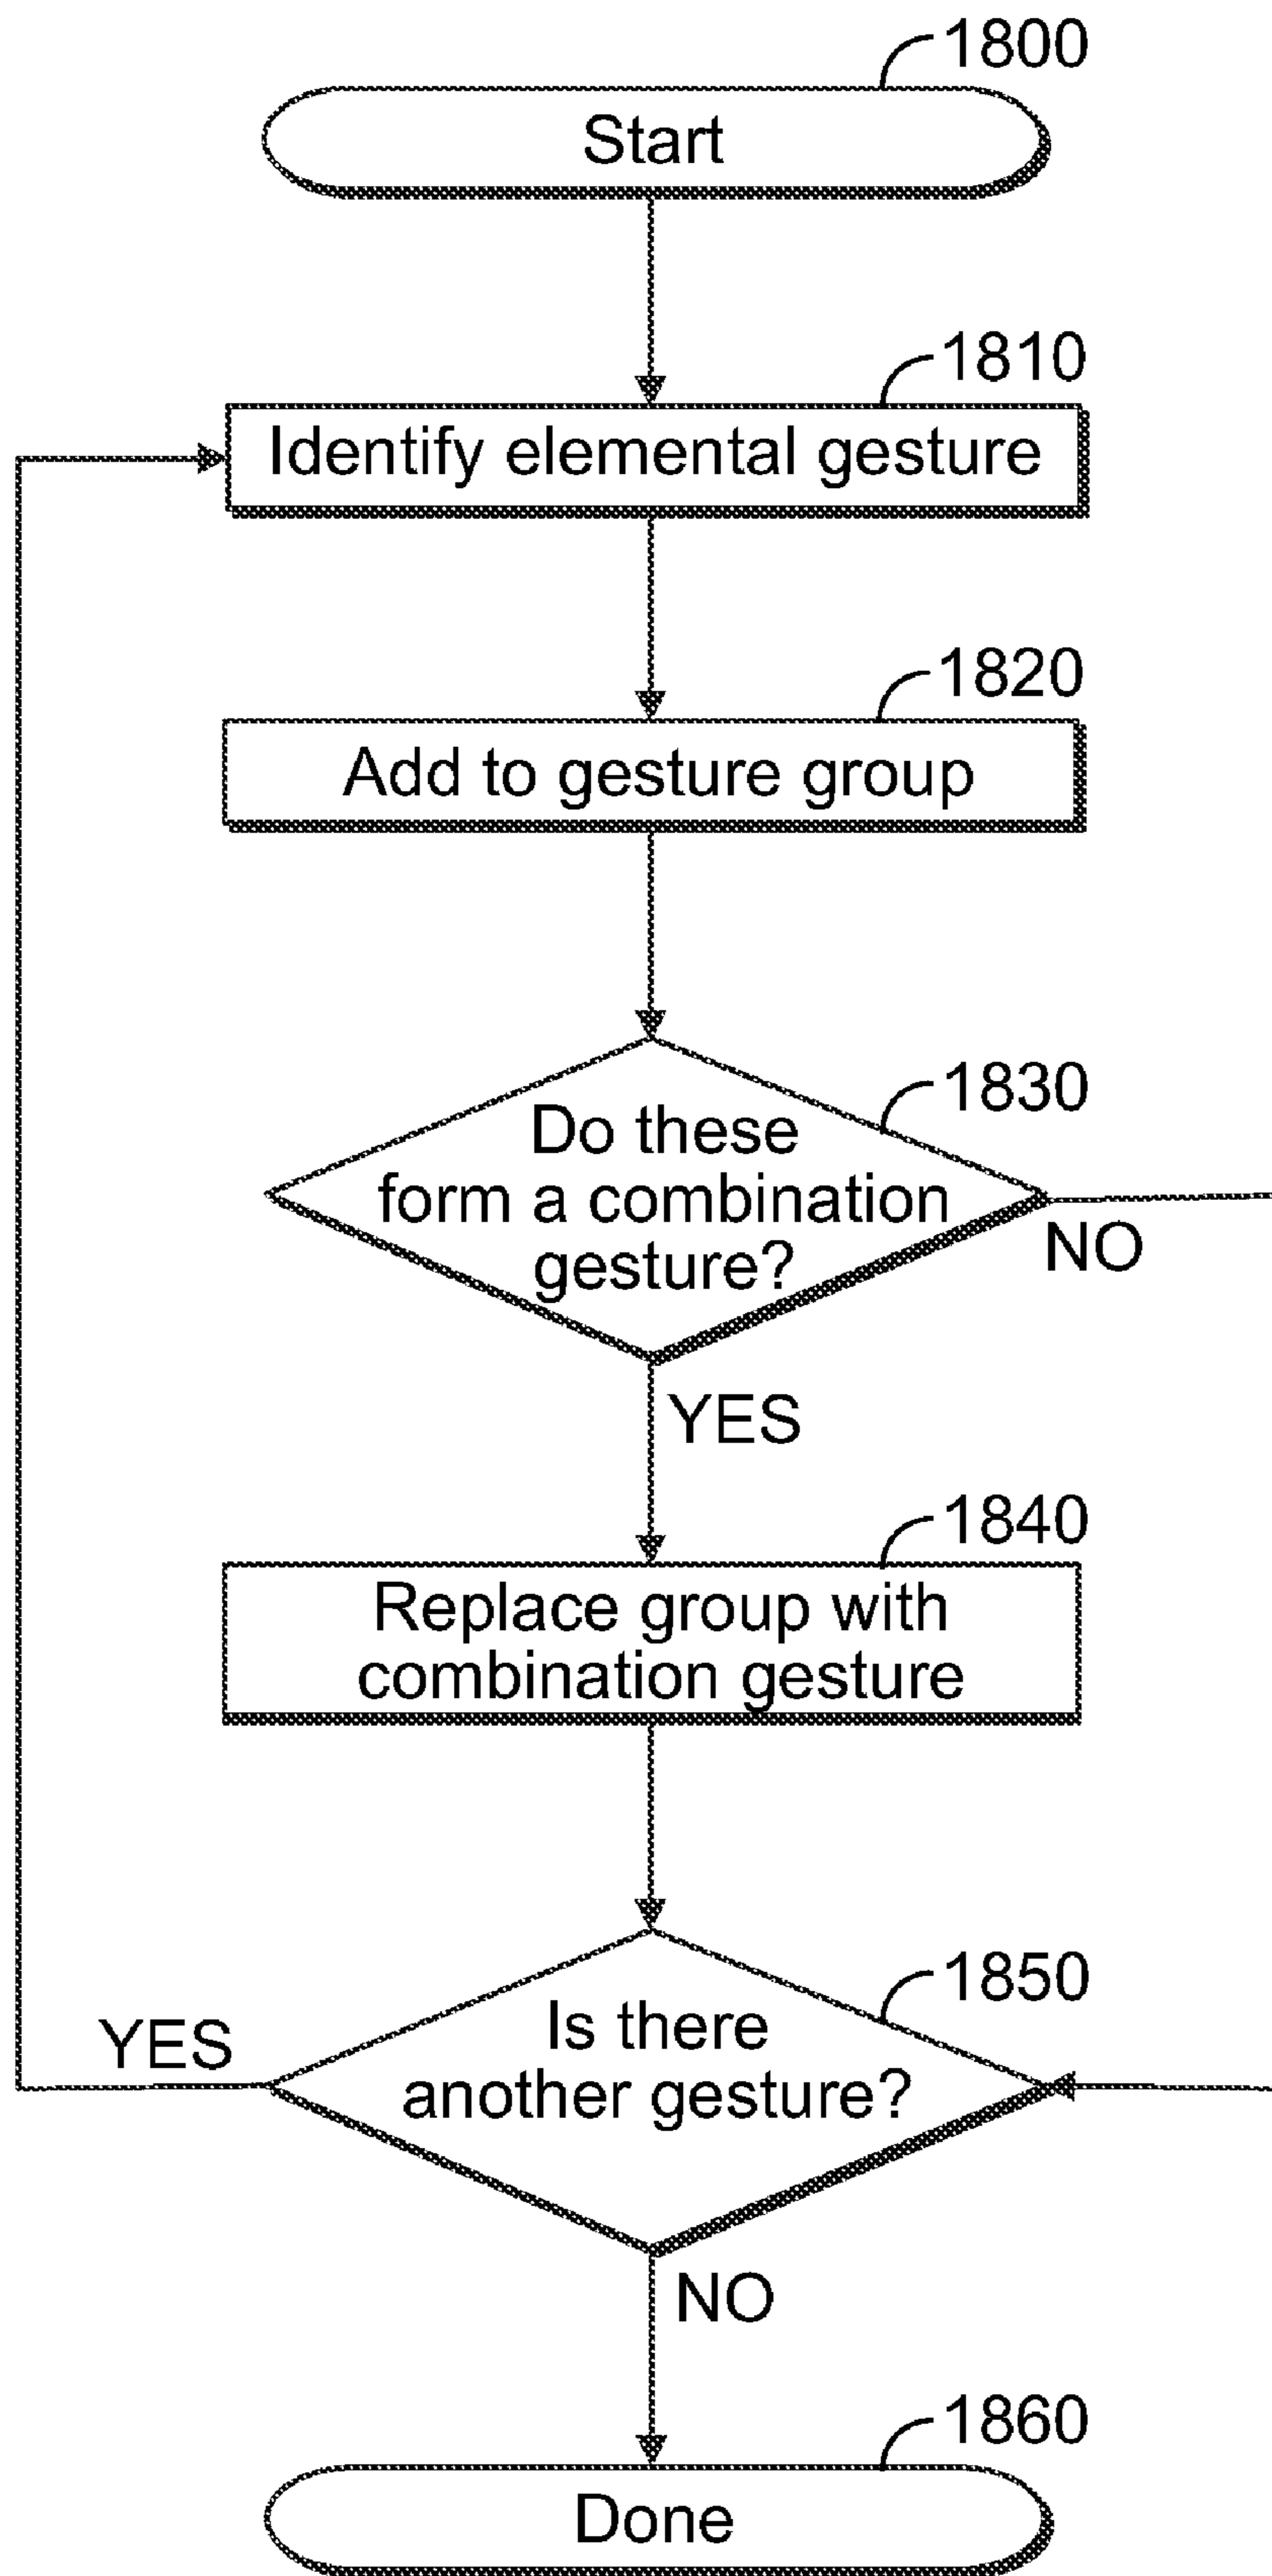 1800
Start
1810
Identify elemental gesture
1820
Add to gesture group
1830
Do these
form a combination
gesture?
NO
YES
1840
Replace group with
combination gesture
1850
Is there
another gesture?
YES
NO
1860
Done